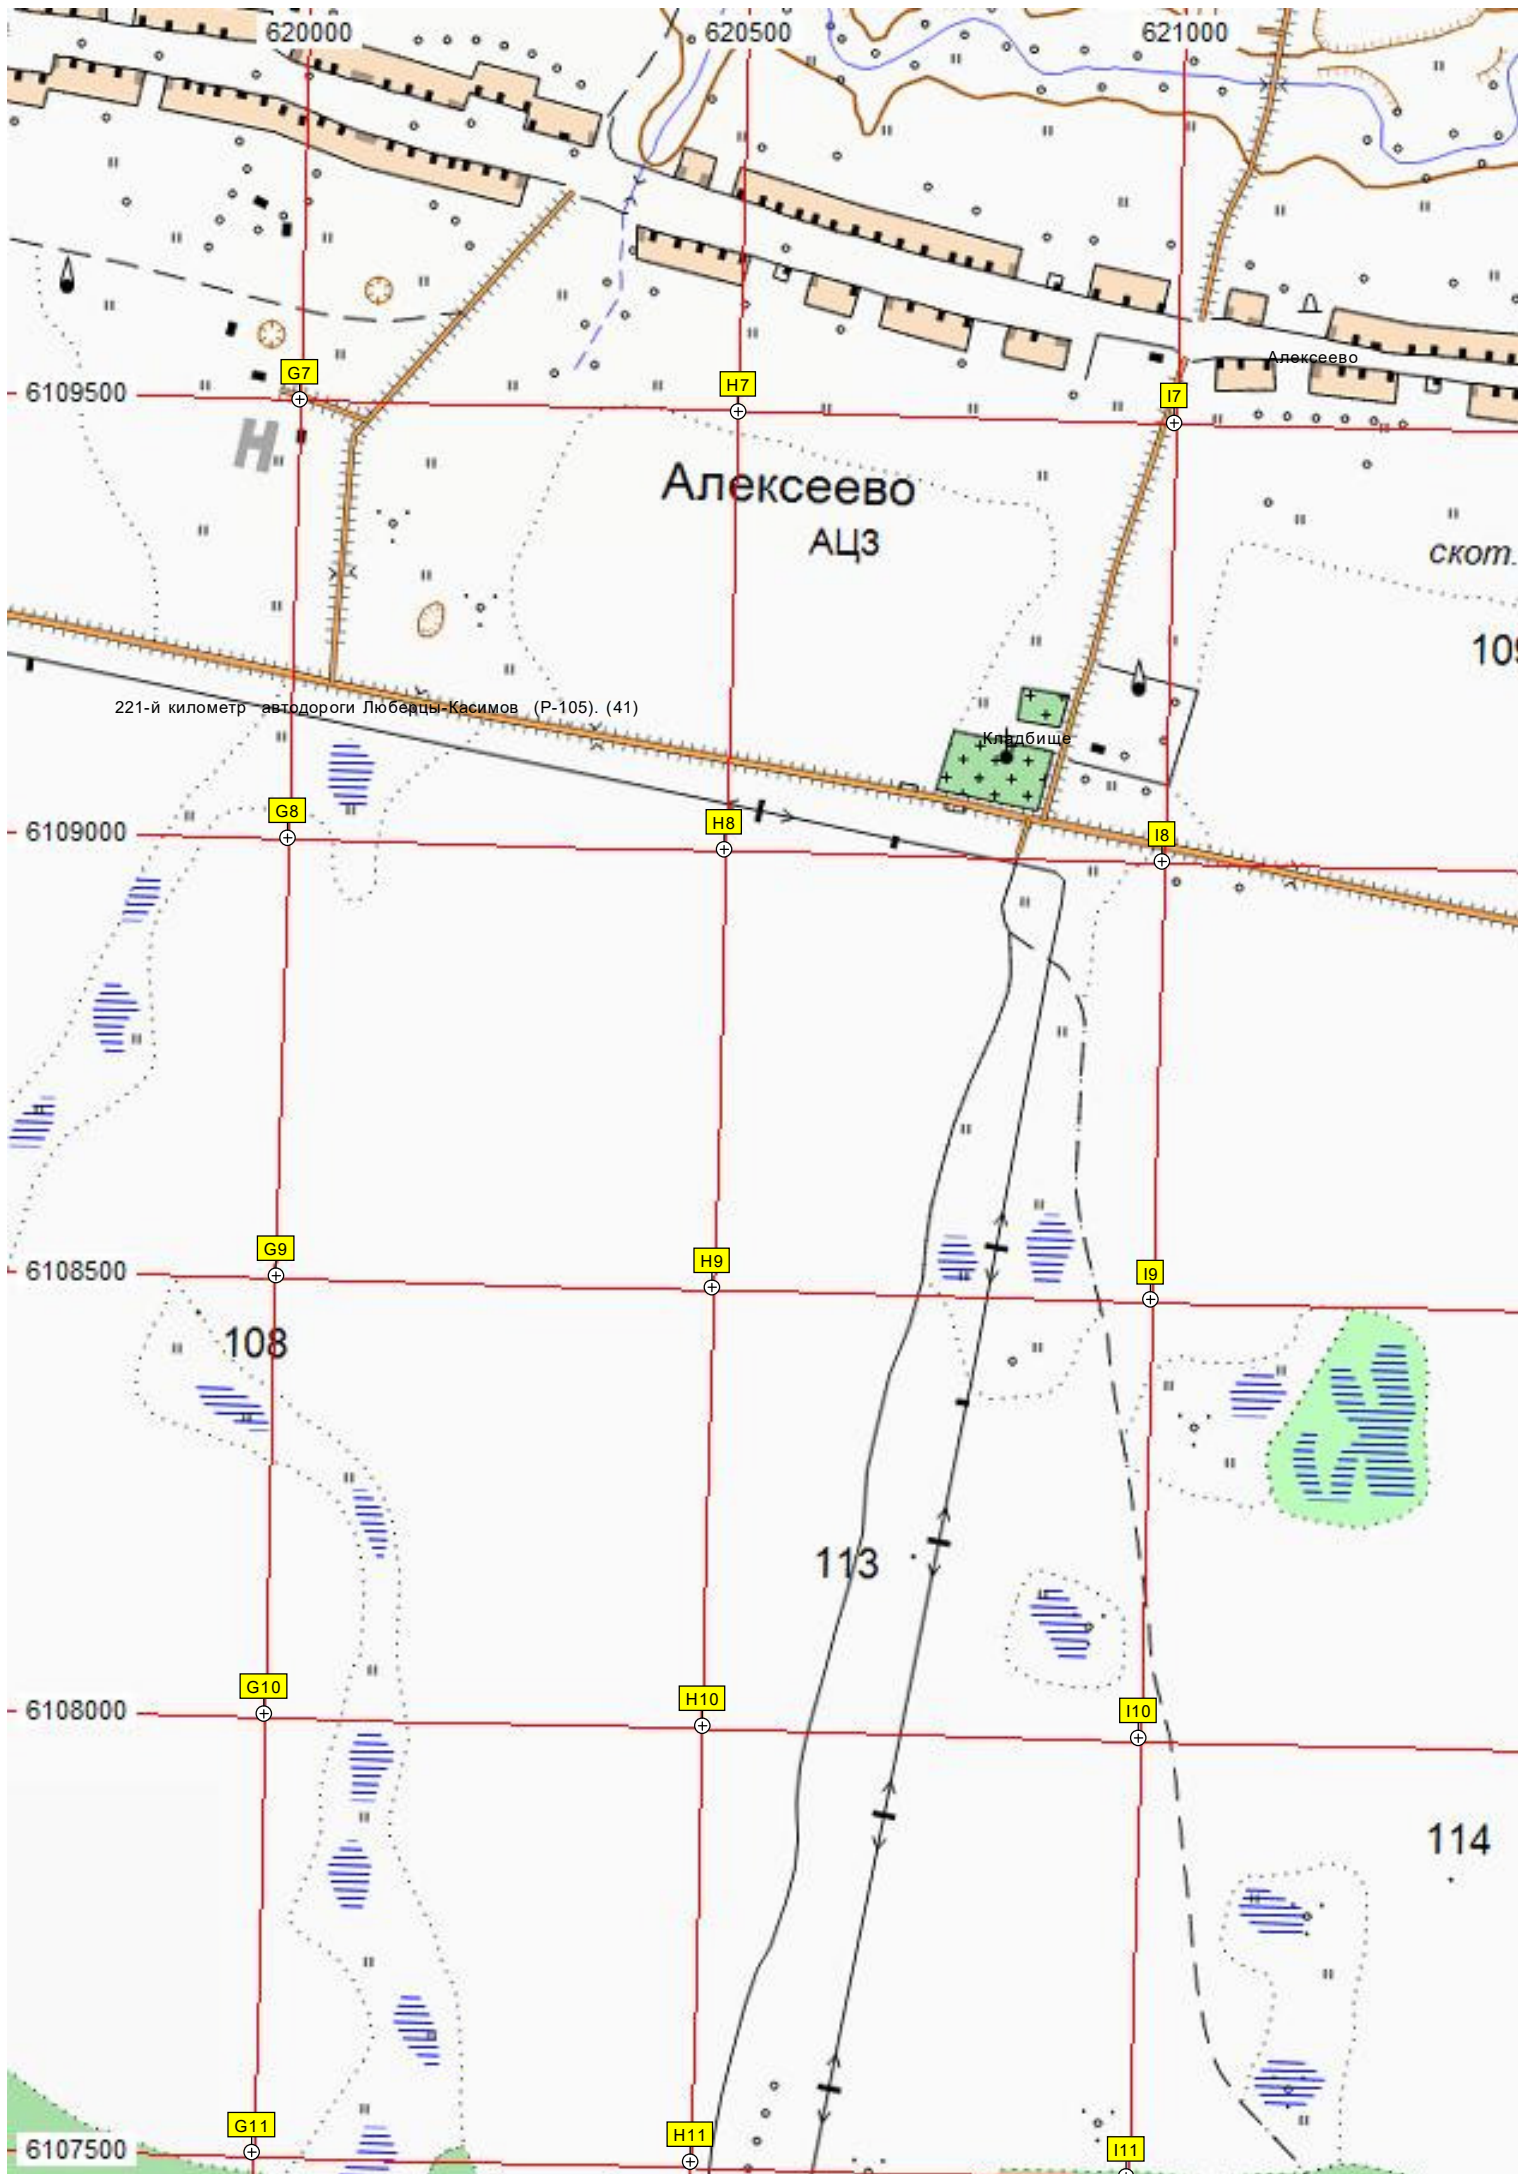 620000 620500 621000
Алексеево
G7 H7 I7
6109500
Н
Алексеево
АЦЗ
скот.
109
221-й километр автодороги Люберцы-Касимов (Р-105). (41)
Кладбище
G8 H8 I8
6109000
G9 H9 I9
6108500
108
113
G10 H10 I10
6108000
114
G11 H11 I11
6107500